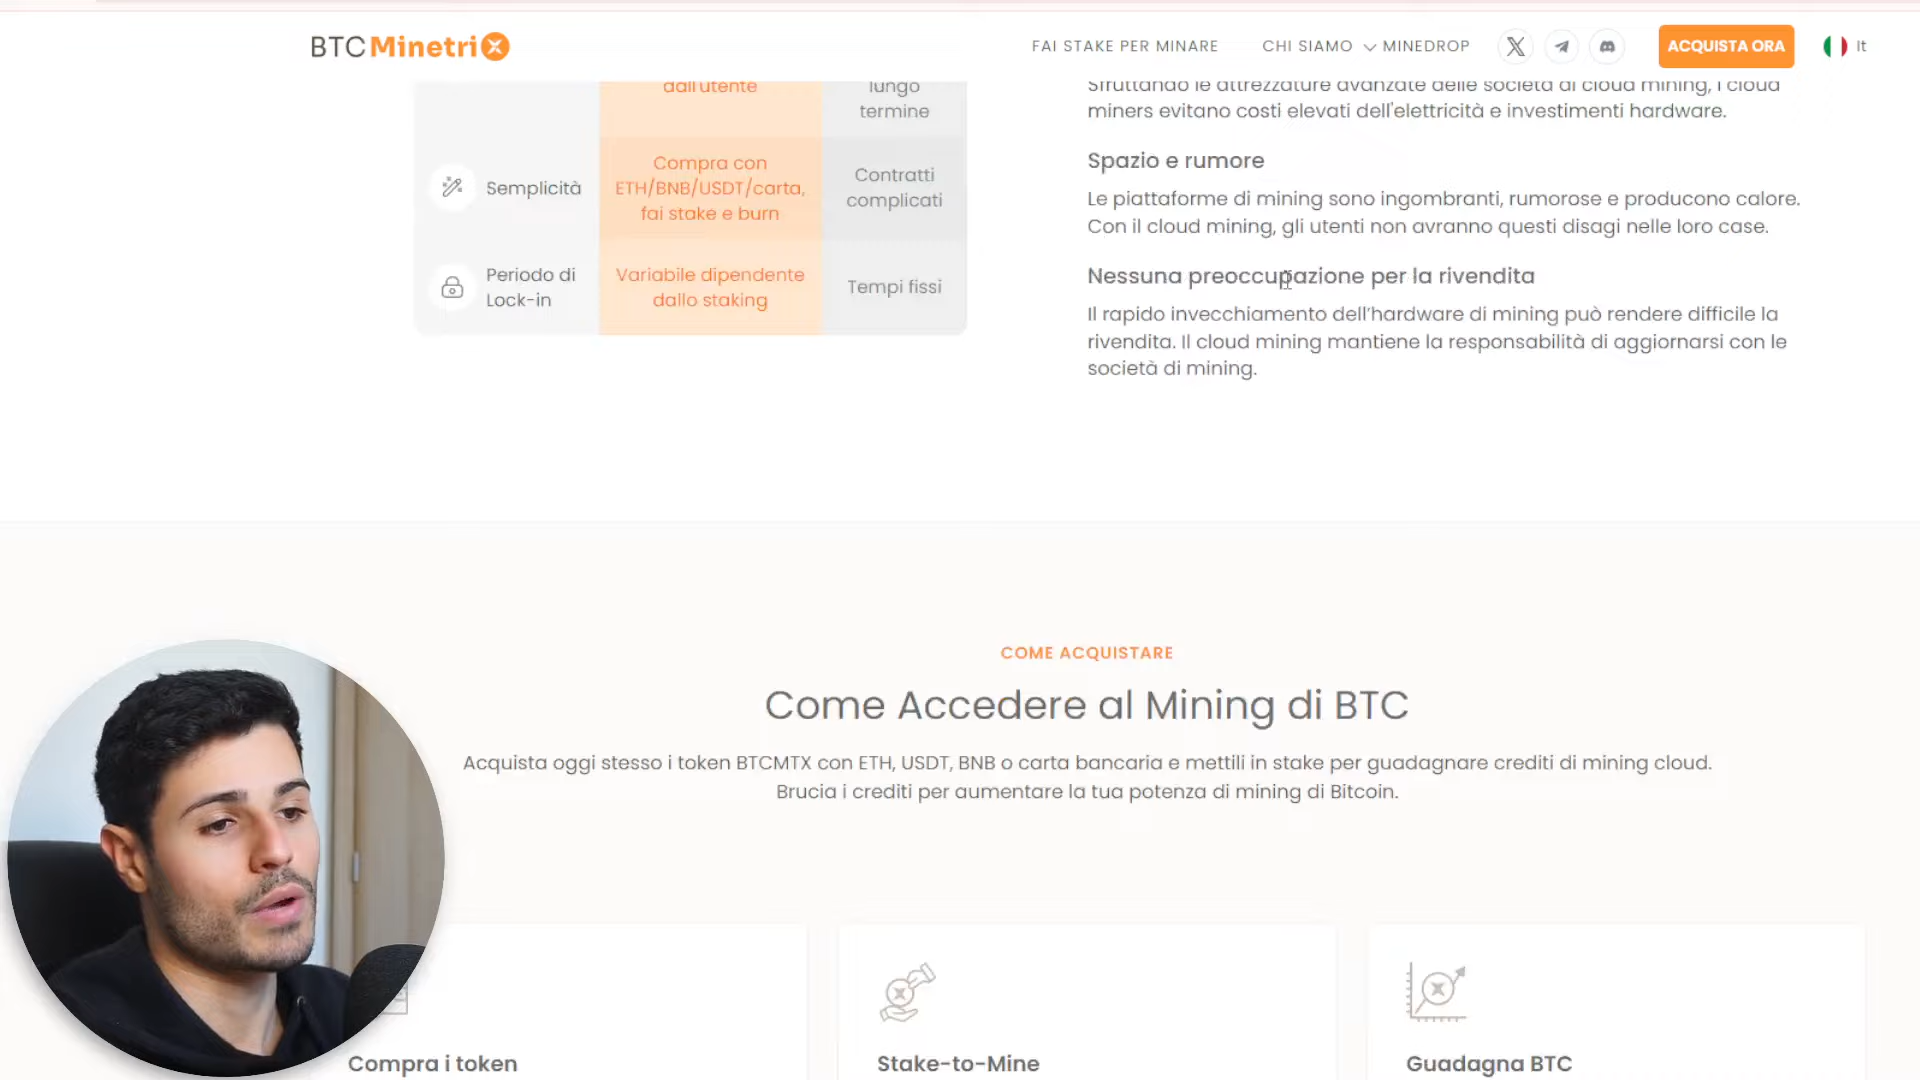 BTCMinetriX
FAI STAKE PER MINARE
CHI SIAMO
MINEDROP
ACQUISTA ORA
It
dall'utente
lungo
termine
Semplicità
Compra con
ETH/BNB/USDT/carta,
fai stake e burn
Contratti
complicati
Periodo di
Lock-in
Variabile dipendente
dallo staking
Tempi fissi
Sfruttando le attrezzature avanzate delle società di cloud mining, i cloud
miners evitano costi elevati dell'elettricità e investimenti hardware.
Spazio e rumore
Le piattaforme di mining sono ingombranti, rumorose e producono calore.
Con il cloud mining, gli utenti non avranno questi disagi nelle loro case.
Nessuna preoccupazione per la rivendita
Il rapido invecchiamento dell’hardware di mining può rendere difficile la
rivendita. Il cloud mining mantiene la responsabilità di aggiornarsi con le
società di mining.
COME ACQUISTARE
Come Accedere al Mining di BTC
Acquista oggi stesso i token BTCMTX con ETH, USDT, BNB o carta bancaria e mettili in stake per guadagnare crediti di mining cloud.
Brucia i crediti per aumentare la tua potenza di mining di Bitcoin.
Compra i token
Stake-to-Mine
Guadagna BTC